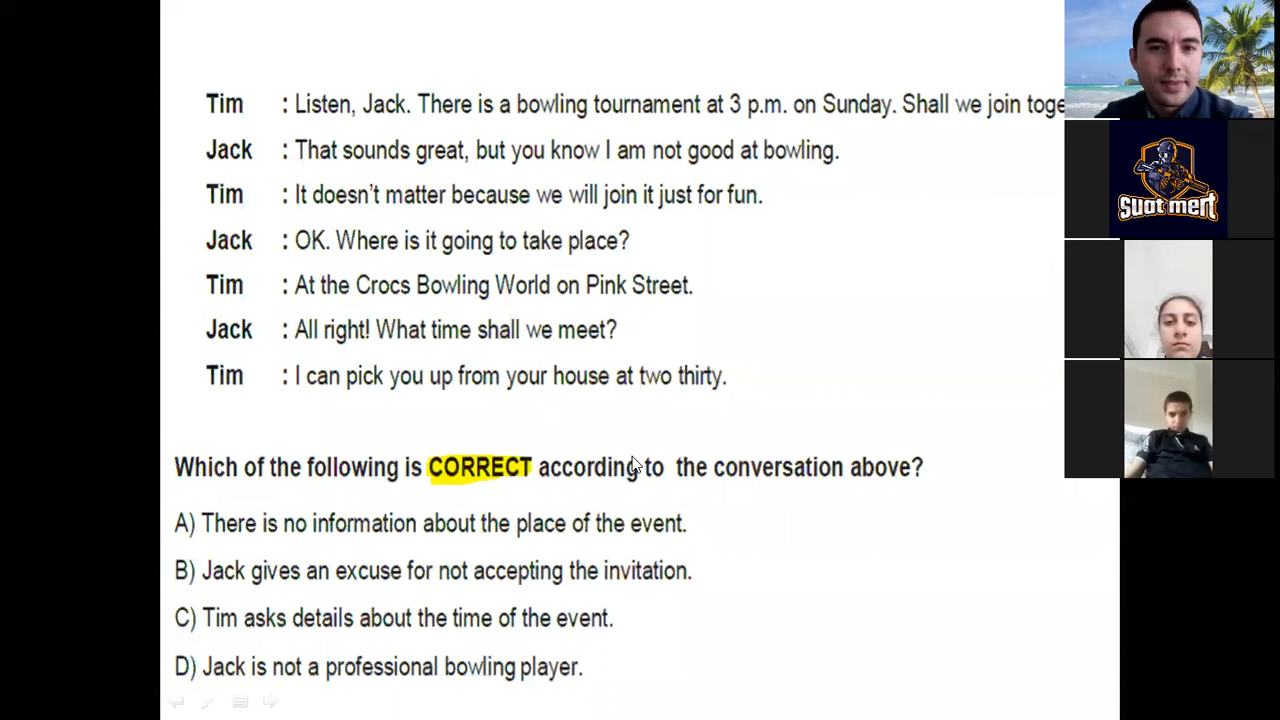 Tim : Listen, Jack. There is a bowling tournament at 3 p.m. on Sunday. Shall we join
Jack : That sounds great, but you know I am not good at bowling.
Tim : It doesn't matter because we will join it just for fun.
Jack : OK. Where is it going to take place?
Tim : At the Crocs Bowling World on Pink Street.
Jack : All right! What time shall we meet?
Tim : I can pick you up from your house at two thirty.
Which of the following is CORRECT according to the conversation above?
A) There is no information about the place of the event.
B) Jack gives an excuse for not accepting the invitation.
C) Tim asks details about the time of the event.
D) Jack is not a professional bowling player.
SUOT MERT